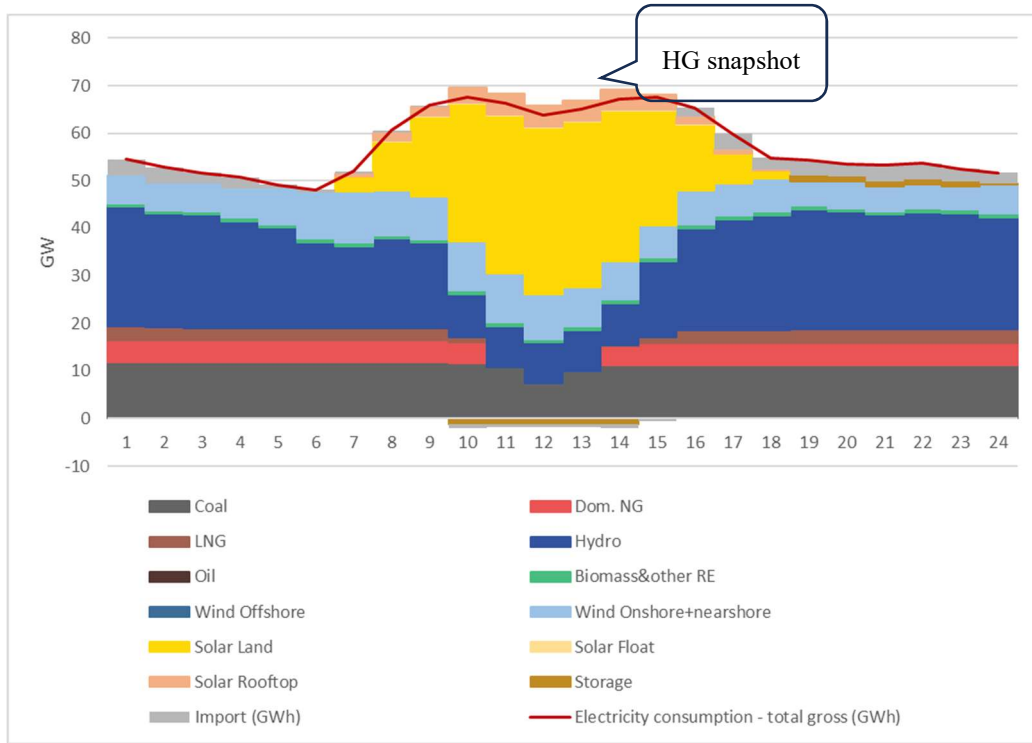 80
HG snapshot
70
60
50
40
GW
30
20
10
0
1 2 3 4 5 6 7 8 9 10 11 12 13 14 15 16 17 18 19 20 21 22 23 24
-10
Coal Dom. NG
LNG Hydro
Oil Biomass&other RE
Wind Offshore Wind Onshore+nearshore
Solar Land Solar Float
Solar Rooftop Storage
Import (GWh) Electricity consumption - total gross (GWh)